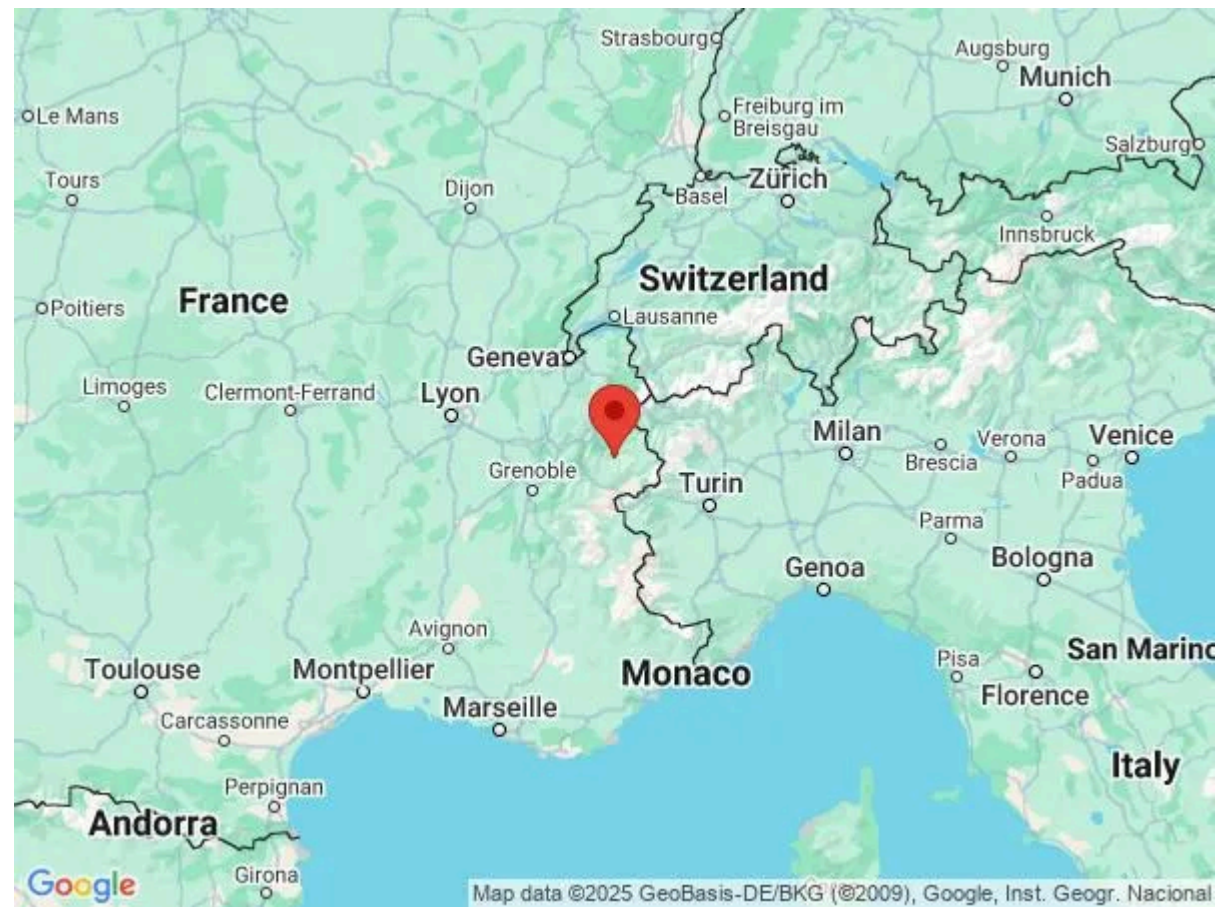 Strasbourg
Augsburg
Munich
Le Mans
Freiburg im
Breisgau
Salzburg
Tours
Dijon
Basel
Zürich
Innsbruck
Switzerland
France
Poitiers
Lausanne
Geneva
Limoges
Clermont-Ferrand
Lyon
Milan
Verona
Venice
Brescia
Padua
Grenoble
Turin
Parma
Bologna
Genoa
Avignon
San Marino
Toulouse
Montpellier
Monaco
Pisa
Florence
Marseille
Carcassonne
Italy
Perpignan
Andorra
Girona
Google
Map data ©2025 GeoBasis-DE/BKG (©2009), Google, Inst. Geogr. Nacional